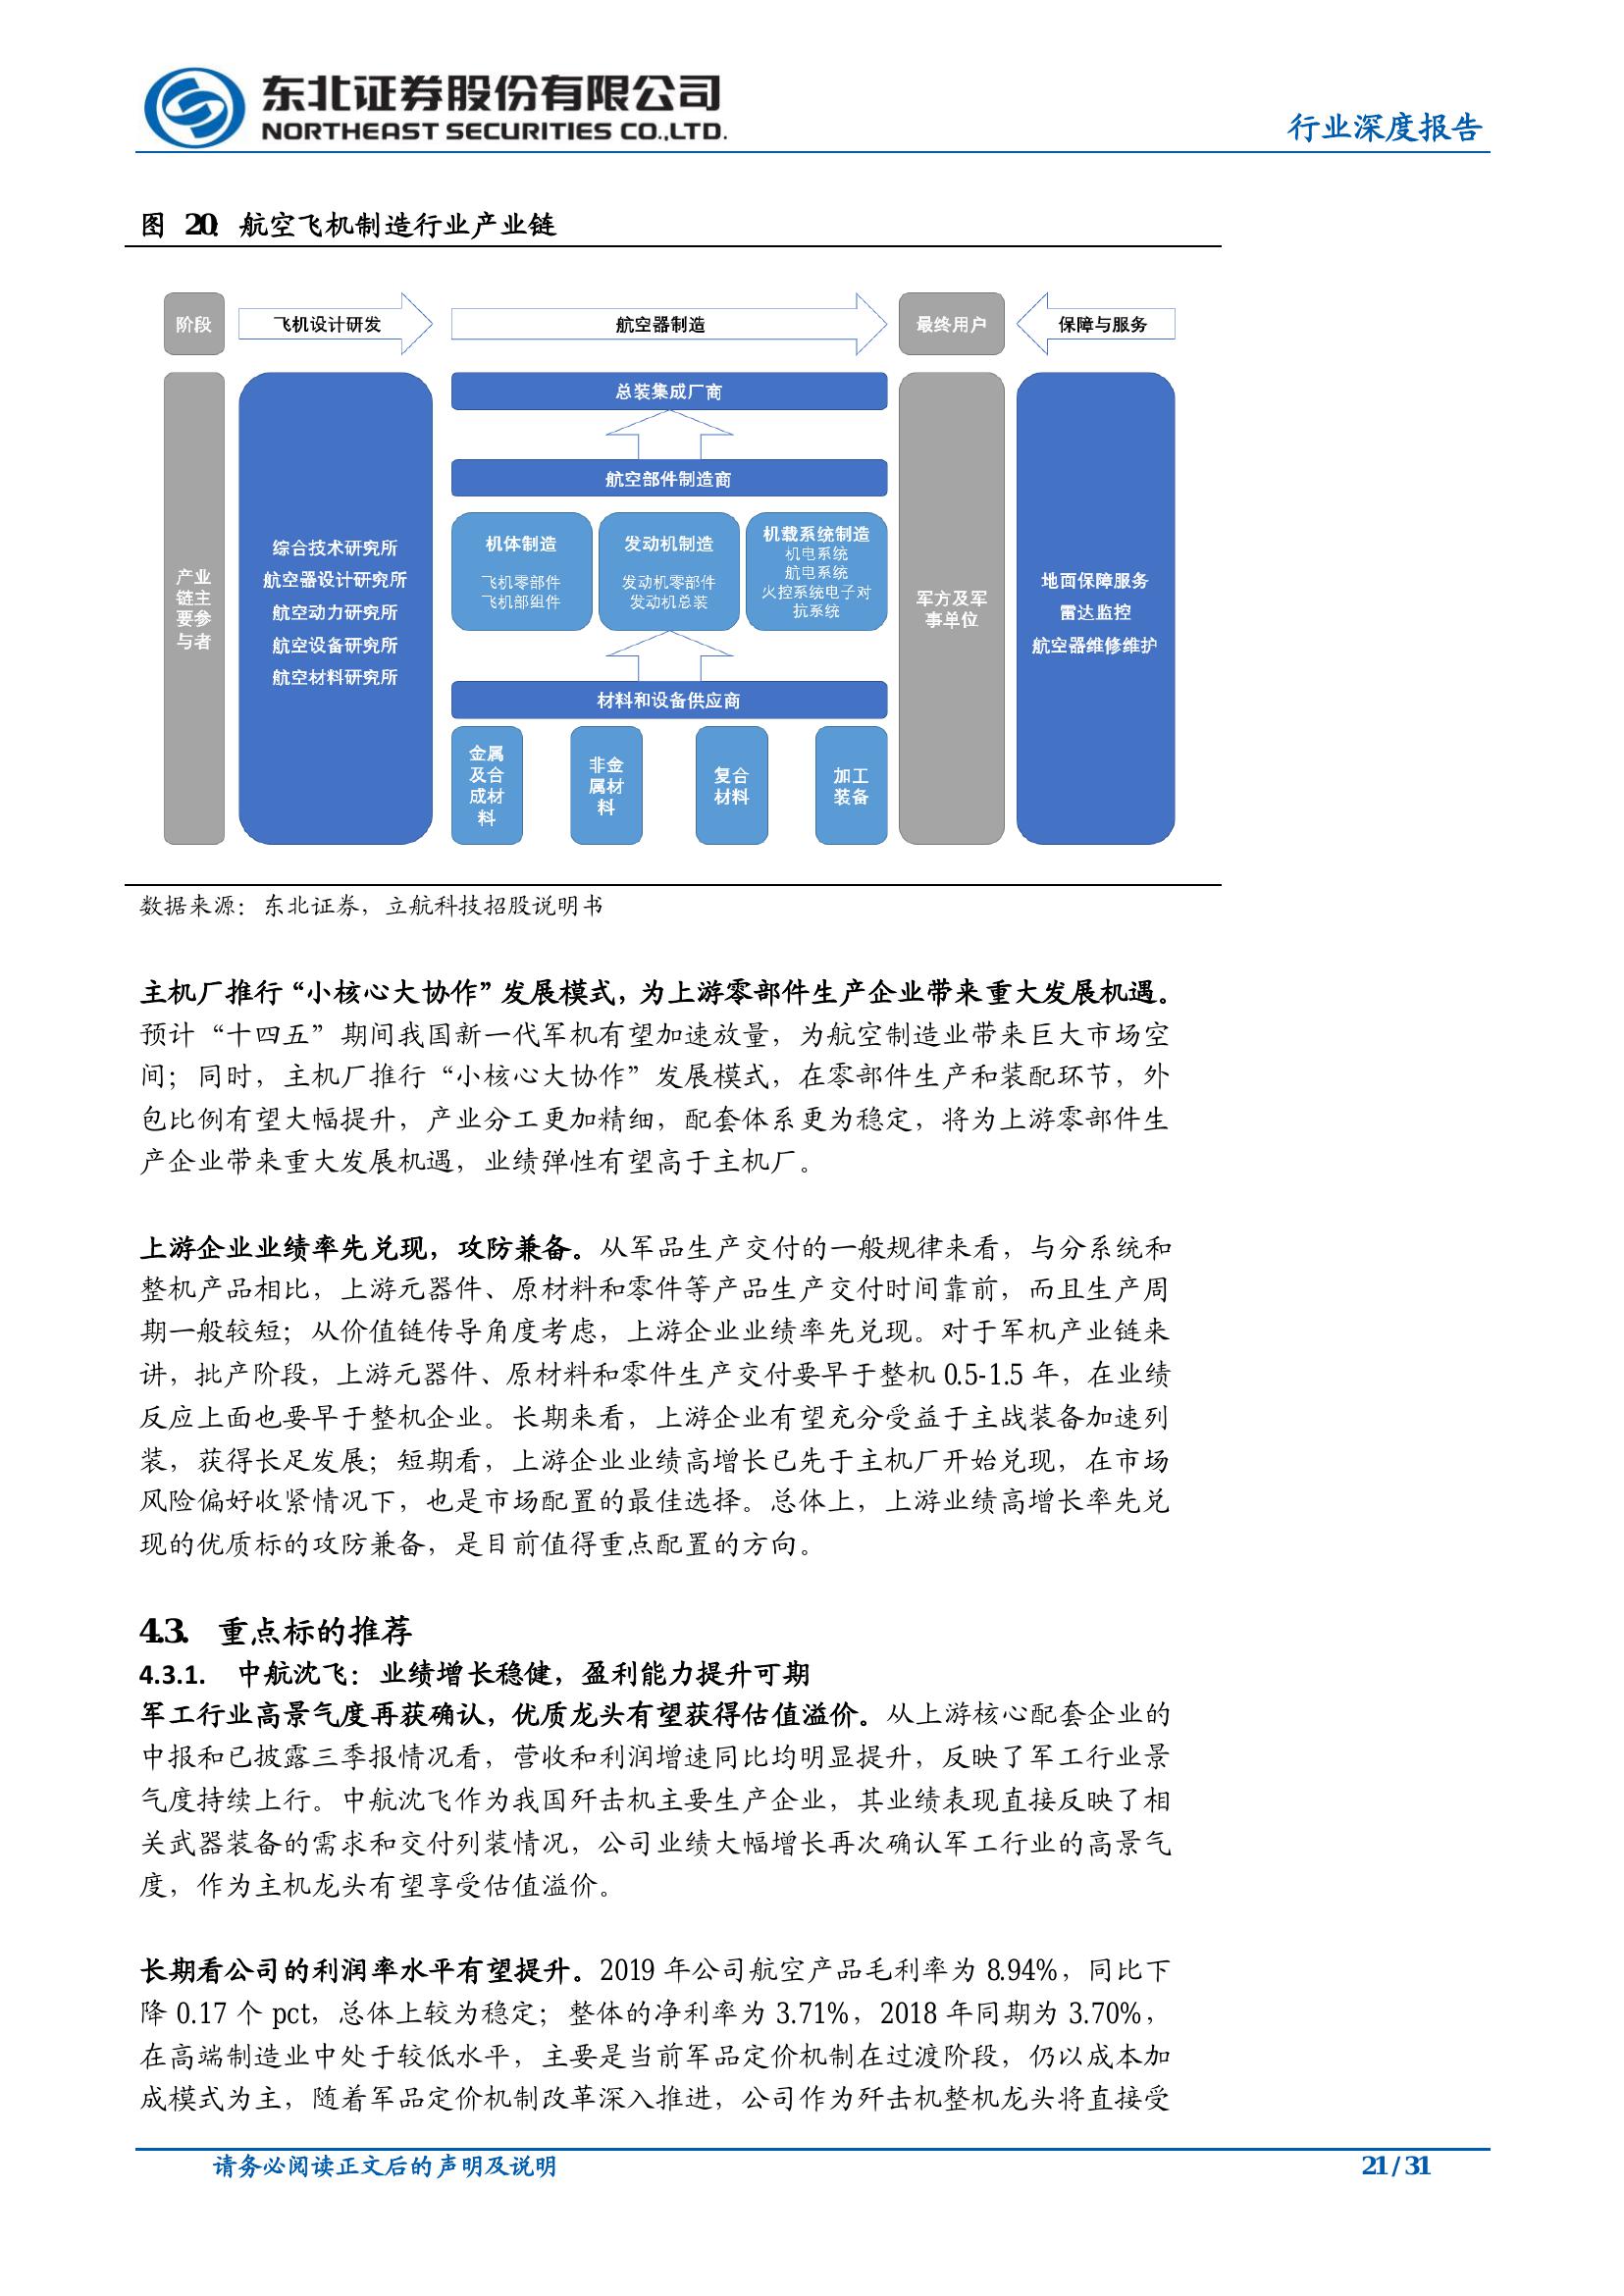 东北证券股份有限公司
NORTHEAST SECURITIES CO.,LTD.
行业深度报告
图 20：航空飞机制造行业产业链
阶段
飞机设计研发
航空器制造
最终用户
保障与服务
产业
链主
要参
与者
综合技术研究所
航空器设计研究所
航空动力研究所
航空设备研究所
航空材料研究所
总装集成厂商
航空部件制造商
机体制造
飞机零部件
飞机部组件
发动机制造
发动机零部件
发动机总装
机载系统制造
机电系统
航电系统
火控系统电子对
抗系统
材料和设备供应商
金属
及合
成材
料
非金
属材
料
复合
材料
加工
装备
军方及军
事单位
地面保障服务
雷达监控
航空器维修维护
数据来源：东北证券，立航科技招股说明书
主机厂推行“小核心大协作”发展模式，为上游零部件生产企业带来重大发展机遇。
预计“十四五”期间我国新一代军机有望加速放量，为航空制造业带来巨大市场空
间；同时，主机厂推行“小核心大协作”发展模式，在零部件生产和装配环节，外
包比例有望大幅提升，产业分工更加精细，配套体系更为稳定，将为上游零部件生
产企业带来重大发展机遇，业绩弹性有望高于主机厂。
上游企业业绩率先兑现，攻防兼备。从军品生产交付的一般规律来看，与分系统和
整机产品相比，上游元器件、原材料和零件等产品生产交付时间靠前，而且生产周
期一般较短；从价值链传导角度考虑，上游企业业绩率先兑现。对于军机产业链来
讲，批产阶段，上游元器件、原材料和零件生产交付要早于整机 0.5-1.5 年，在业绩
反应上面也要早于整机企业。长期来看，上游企业有望充分受益于主战装备加速列
装，获得长足发展；短期看，上游企业业绩高增长已先于主机厂开始兑现，在市场
风险偏好收紧情况下，也是市场配置的最佳选择。总体上，上游业绩高增长率先兑
现的优质标的攻防兼备，是目前值得重点配置的方向。
4.3. 重点标的推荐
4.3.1. 中航沈飞：业绩增长稳健，盈利能力提升可期
军工行业高景气度再获确认，优质龙头有望获得估值溢价。从上游核心配套企业的
中报和已披露三季报情况看，营收和利润增速同比均明显提升，反映了军工行业景
气度持续上行。中航沈飞作为我国歼击机主要生产企业，其业绩表现直接反映了相
关武器装备的需求和交付列装情况，公司业绩大幅增长再次确认军工行业的高景气
度，作为主机龙头有望享受估值溢价。
长期看公司的利润率水平有望提升。2019 年公司航空产品毛利率为 8.94%，同比下
降 0.17 个 pct，总体上较为稳定；整体的净利率为 3.71%，2018 年同期为 3.70%，
在高端制造业中处于较低水平，主要是当前军品定价机制在过渡阶段，仍以成本加
成模式为主，随着军品定价机制改革深入推进，公司作为歼击机整机龙头将直接受
请务必阅读正文后的声明及说明
21 / 31